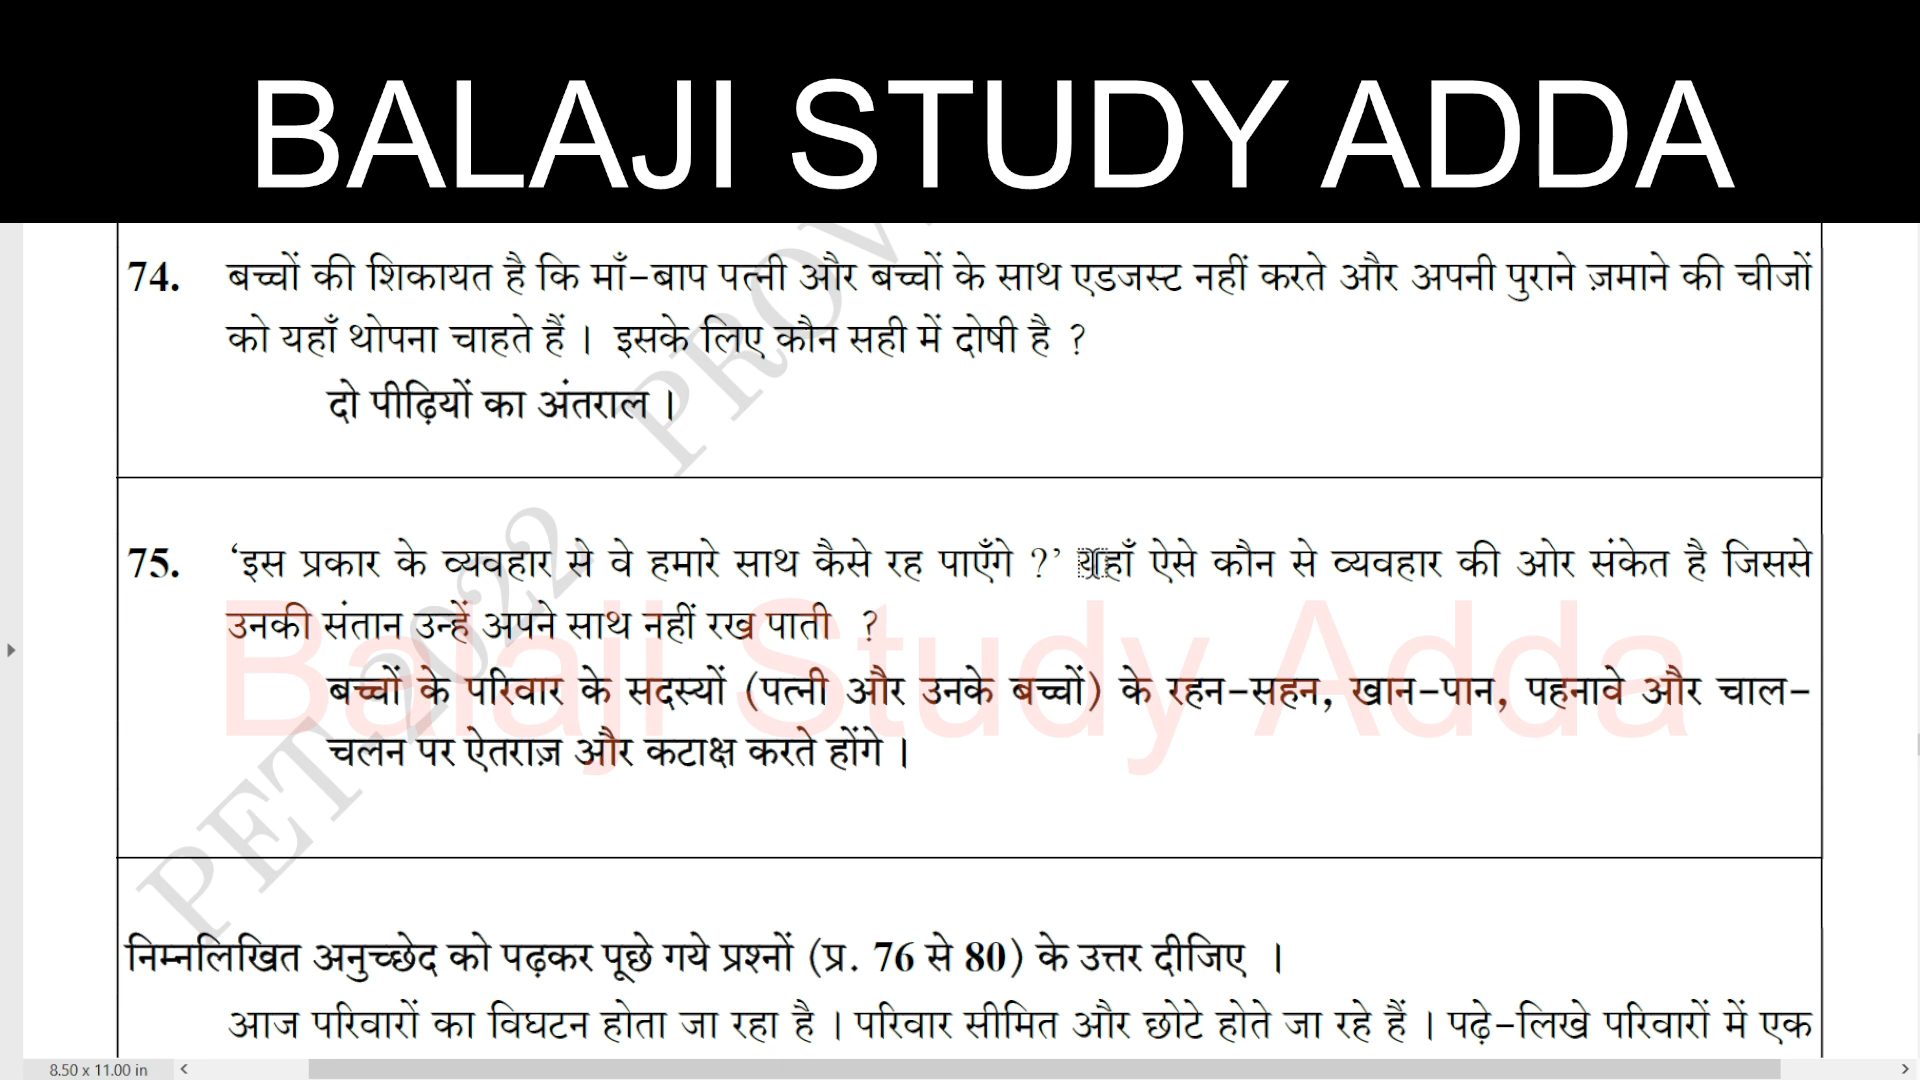 BALAJI STUDY ADDA
74. बच्चों की शिकायत है कि माँ-बाप पत्नी और बच्चों के साथ एडजस्ट नहीं करते और अपनी पुराने ज़माने की चीजों
को यहाँ थोपना चाहते हैं । इसके लिए कौन सही में दोषी है ?
दो पीढ़ियों का अंतराल ।
75. ‘इस प्रकार के व्यवहार से वे हमारे साथ कैसे रह पाएँगे ?’ यहाँ ऐसे कौन से व्यवहार की ओर संकेत है जिससे
उनकी संतान उन्हें अपने साथ नहीं रख पाती ?
बच्चों के परिवार के सदस्यों (पत्नी और उनके बच्चों) के रहन-सहन, खान-पान, पहनावे और चाल-
चलन पर ऐतराज़ और कटाक्ष करते होंगे ।
Balaji Study Adda
PET-2022 PROV
निम्नलिखित अनुच्छेद को पढ़कर पूछे गये प्रश्नों (प्र. 76 से 80) के उत्तर दीजिए ।
आज परिवारों का विघटन होता जा रहा है । परिवार सीमित और छोटे होते जा रहे हैं । पढ़े-लिखे परिवारों में एक
8.50 x 11.00 in